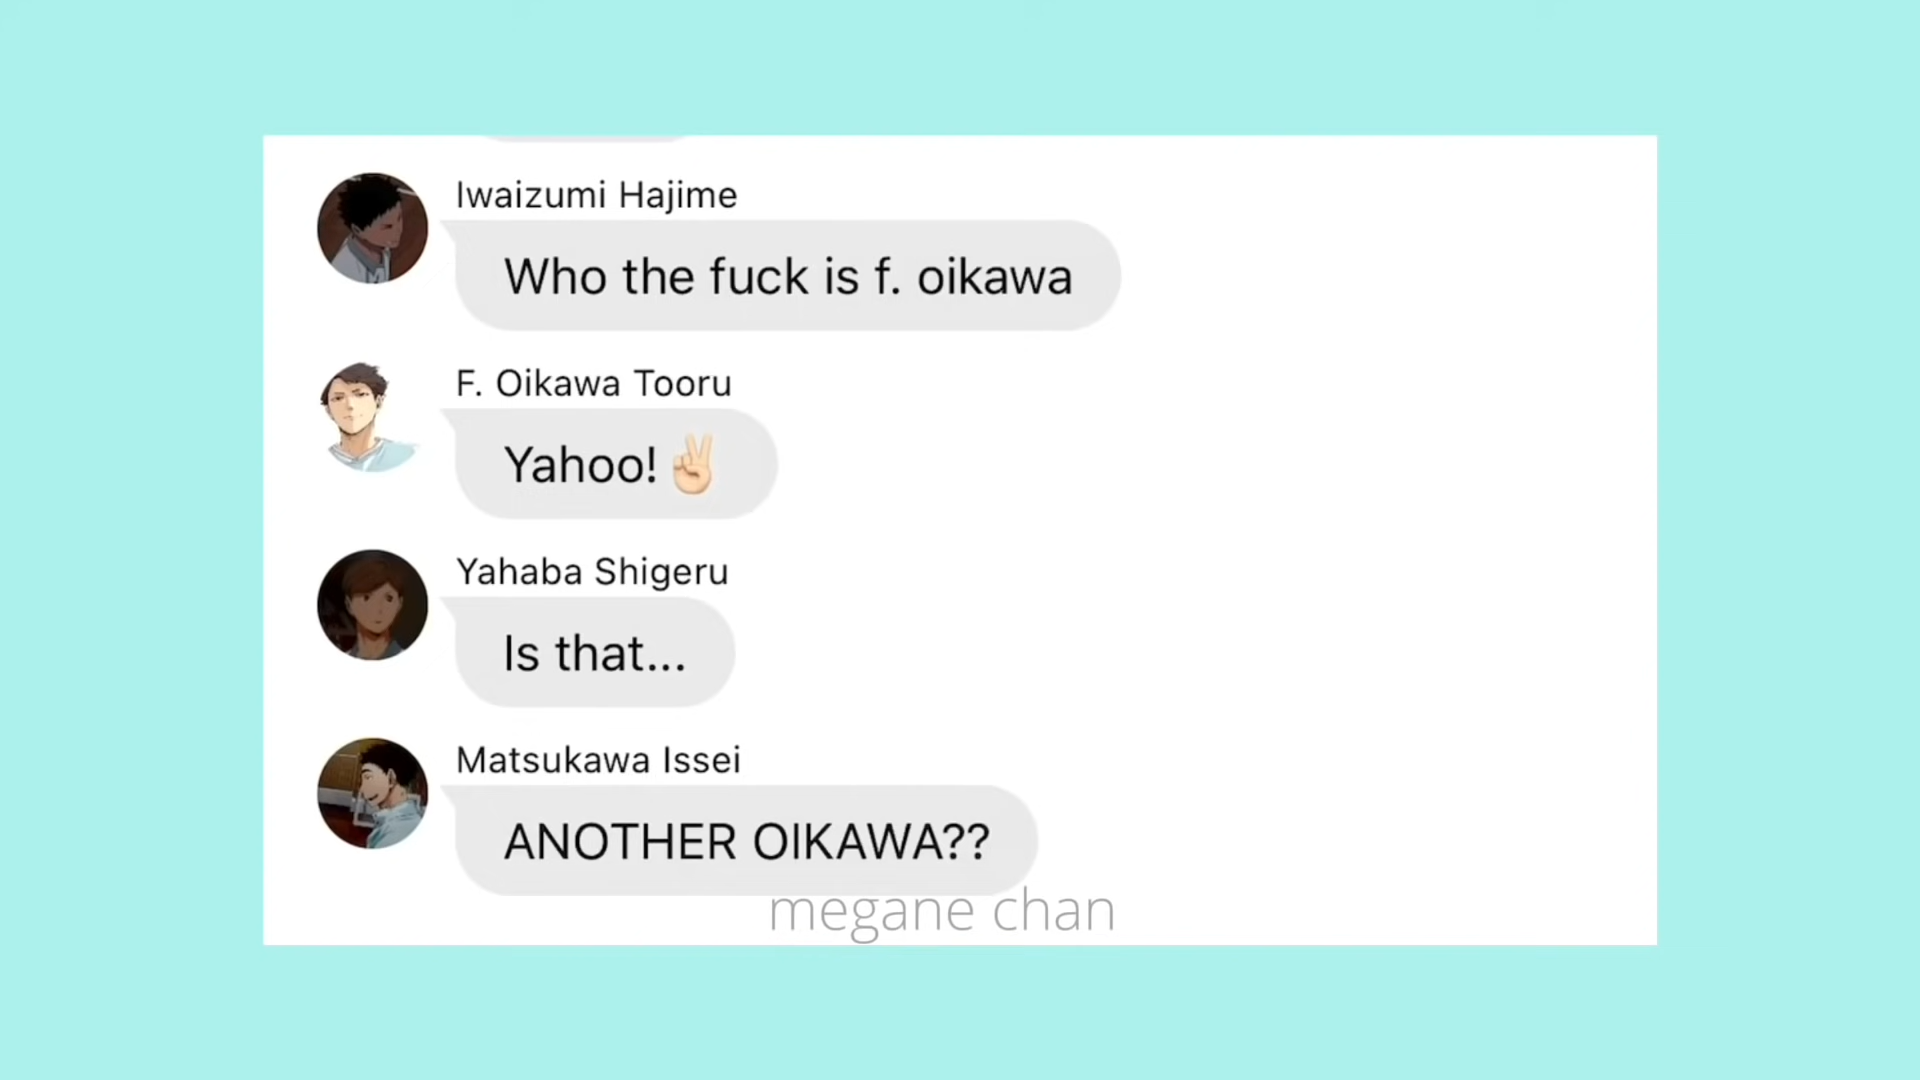 Iwaizumi Hajime
Who the fuck is f. oikawa
F. Oikawa Tooru
Yahoo!✌🏻
Yahaba Shigeru
Is that...
Matsukawa Issei
ANOTHER OIKAWA??
megane chan